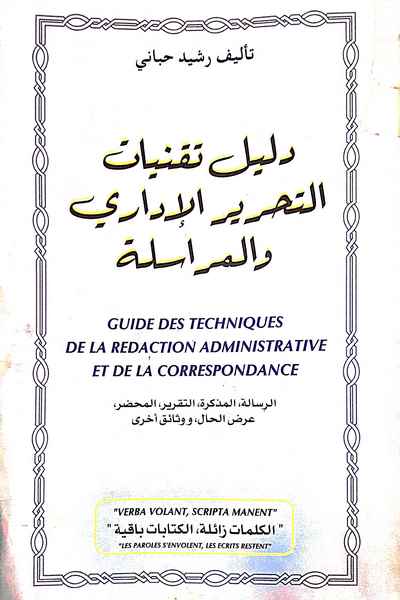 تأليف رشيد حباني
دليل تقنيات
التحرير الإداري
والمراسلة
GUIDE DES TECHNIQUES
DE LA REDACTION ADMINISTRATIVE
ET DE LA CORRESPONDANCE
الرسالة، المذكرة، التقرير، المحضر،
عرض الحال، ووثائق أخرى
"VERBA VOLANT, SCRIPTA MANENT"
" الكلمات زائلة، الكتابات باقية "
"LES PAROLES S'ENVOLENT, LES ECRITS RESTENT"